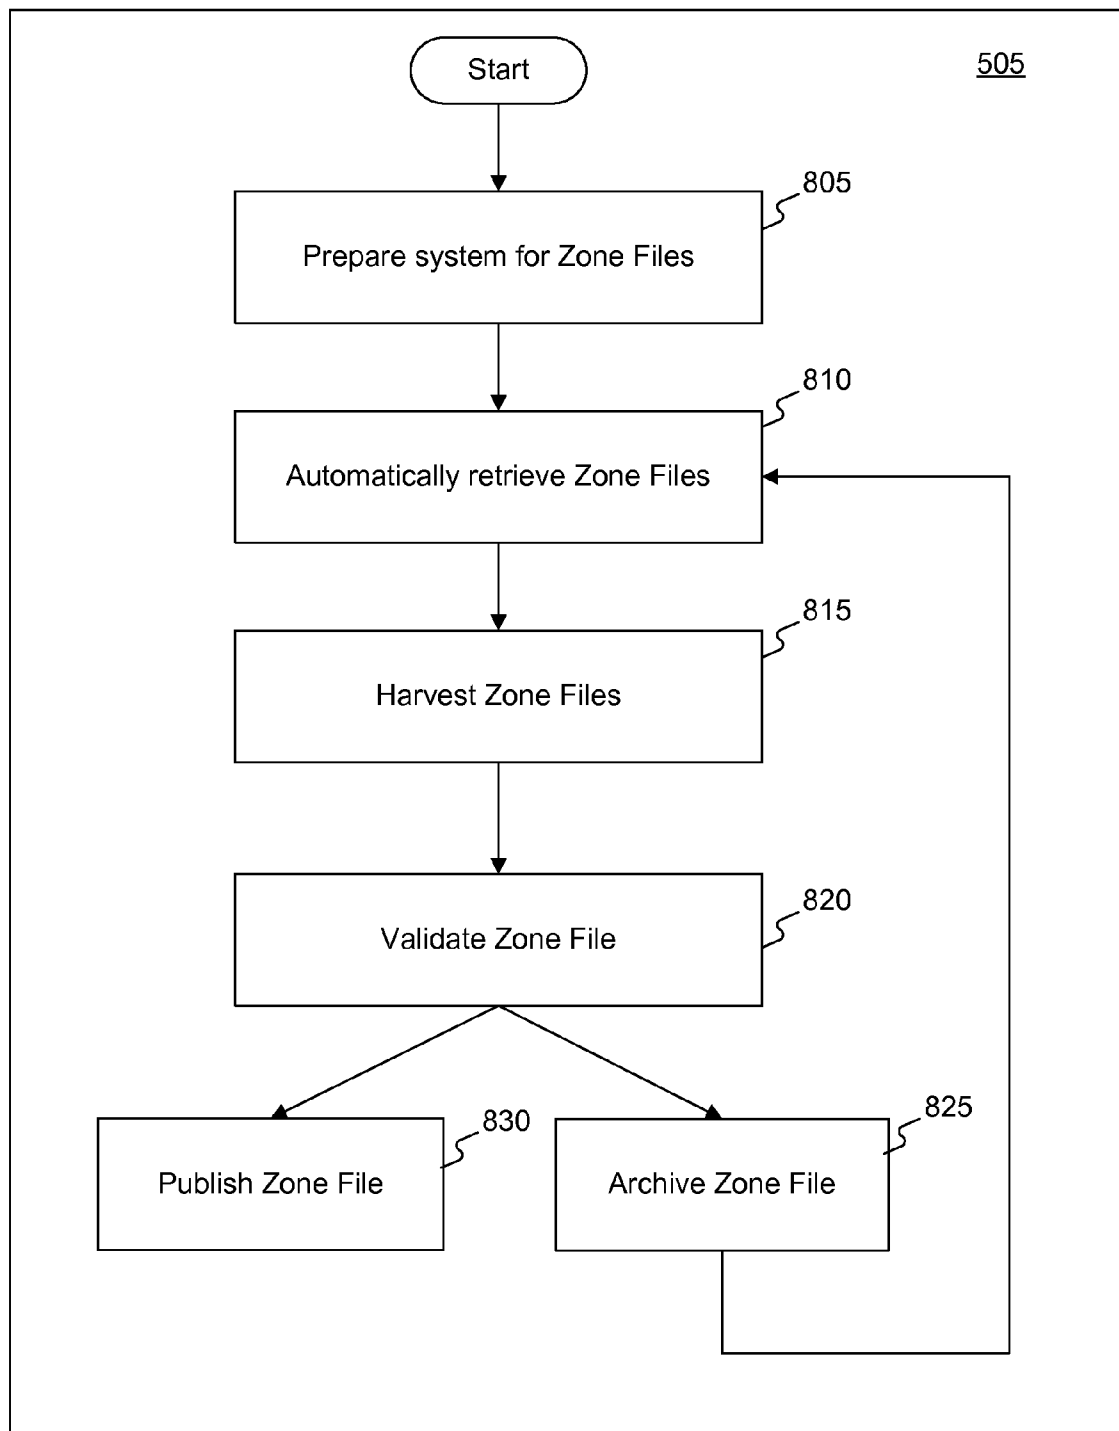 Start
505
805
Prepare system for Zone Files
810
Automatically retrieve Zone Files
815
Harvest Zone Files
820
Validate Zone File
830
Publish Zone File
825
Archive Zone File